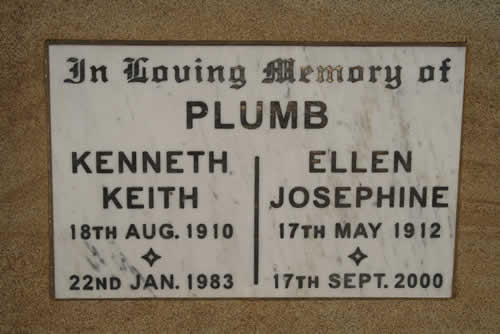 In Loving Memory of
PLUMB
KENNETH
KEITH
18TH AUG. 1910
22ND JAN. 1983
ELLEN
JOSEPHINE
17TH MAY 1912
17TH SEPT. 2000